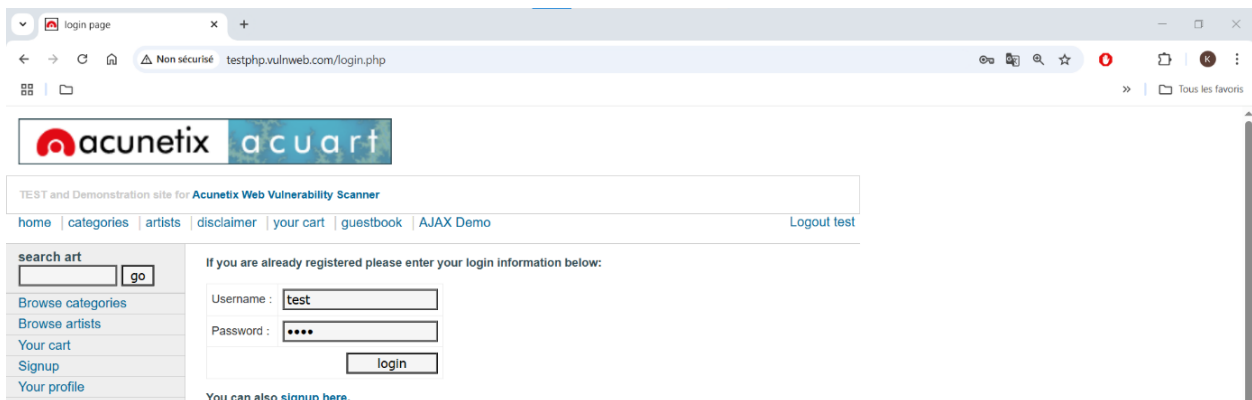 login page
Non sécurisé testphp.vulnweb.com/login.php
K
Tous les favoris
acunetix acuart
TEST and Demonstration site for Acunetix Web Vulnerability Scanner
home | categories | artists | disclaimer | your cart | guestbook | AJAX Demo Logout test
search art
go
If you are already registered please enter your login information below:
Username : test
Password : ••••
login
You can also signup here.
Browse categories
Browse artists
Your cart
Signup
Your profile